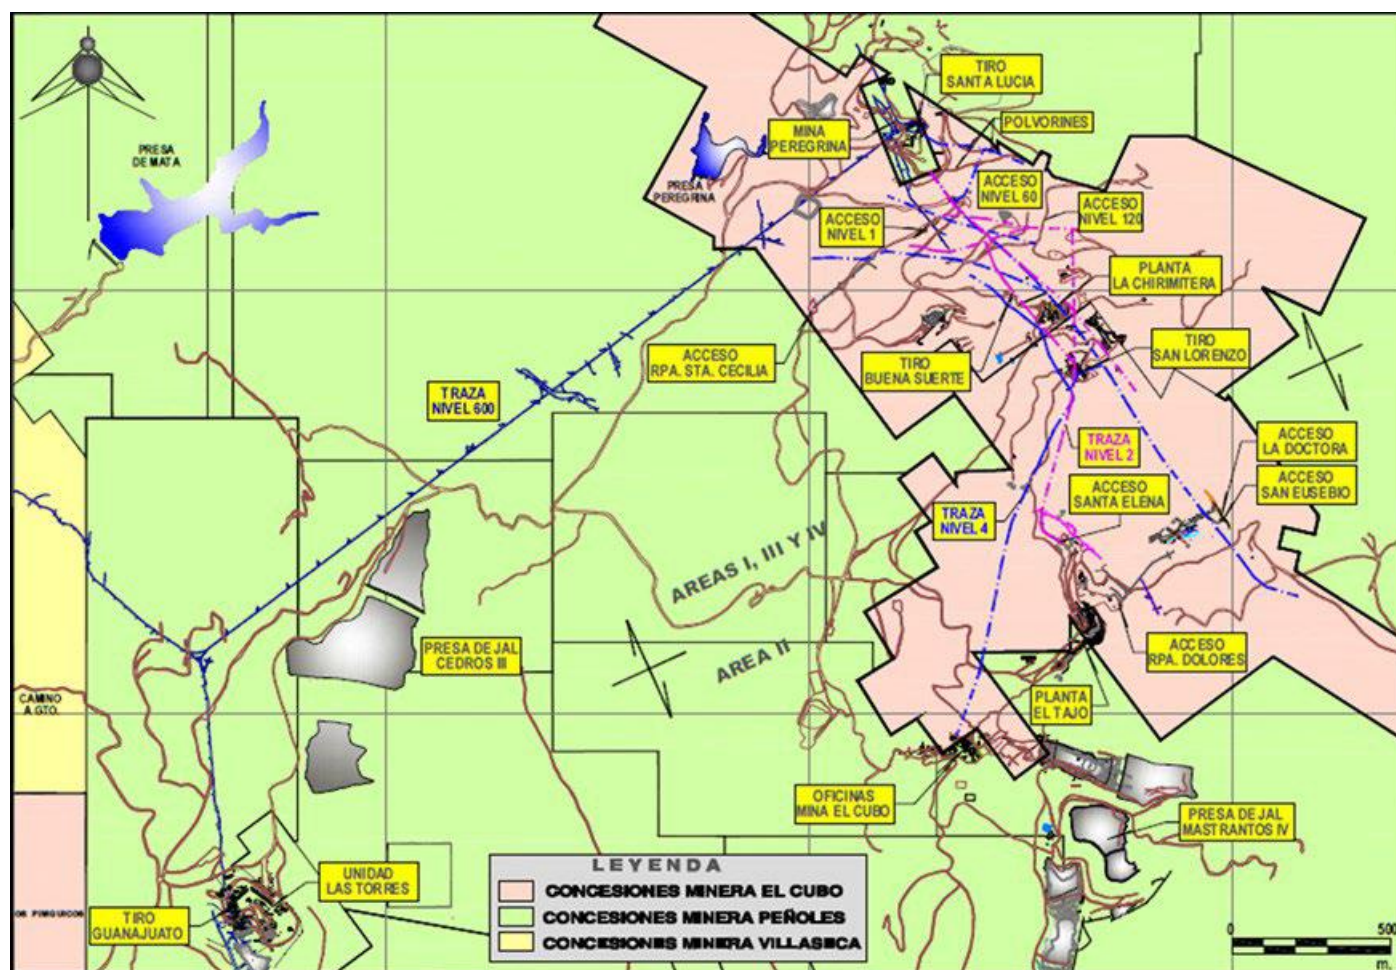 TIRO
SANTA LUCIA
MINA
PEREGRINA
POLVORINES
PRESA
DE MATA
PRESA
PEREGRINA
ACCESO
NIVEL 60
ACCESO
NIVEL 1
ACCESO
NIVEL 120
PLANTA
LA CHIRIMITERA
ACCESO
RPA. STA. CECILIA
TIRO
BUENA SUERTE
TIRO
SAN LORENZO
TRAZA
NIVEL 600
TRAZA
NIVEL 2
ACCESO
LA DOCTORA
ACCESO
SAN EUSEBIO
ACCESO
SANTA ELENA
TRAZA
NIVEL 4
AREAS I, III Y IV
AREA II
PRESA DE JAL
CEDROS III
ACCESO
RPA. DOLORES
CAMINO
A GTO.
PLANTA
EL TAJO
OFICINAS
MINA EL CUBO
PRESA DE JAL
MASTRANTOS IV
UNIDAD
LAS TORRES
TIRO
GUANAJUATO
LEYENDA
CONCESIONES MINERA EL CUBO
CONCESIONES MINERA PEÑOLES
CONCESIONES MINERA VILLASECA
0 500
m.